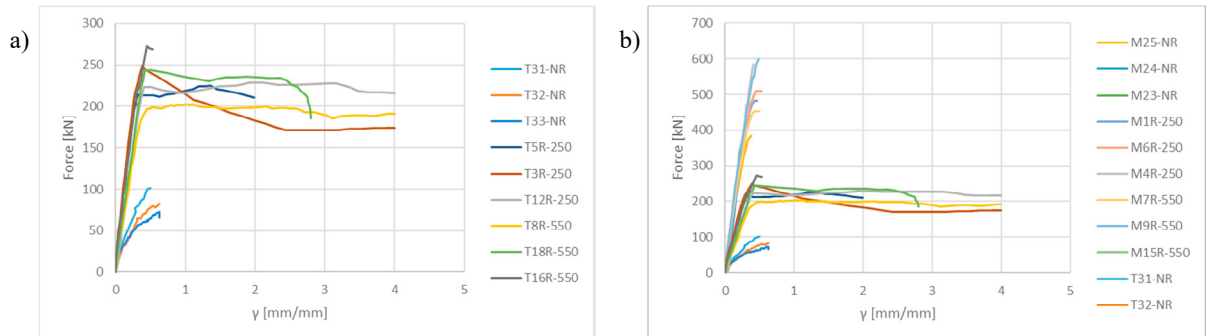 a)
300
250
200
150
100
50
0
Force [kN]
0 1 2 3 4 5
γ [mm/mm]
T31-NR
T32-NR
T33-NR
T5R-250
T3R-250
T12R-250
T8R-550
T18R-550
T16R-550
b)
700
600
500
400
300
200
100
0
Force [kN]
0 1 2 3 4 5
γ [mm/mm]
M25-NR
M24-NR
M23-NR
M1R-250
M6R-250
M4R-250
M7R-550
M9R-550
M15R-550
T31-NR
T32-NR